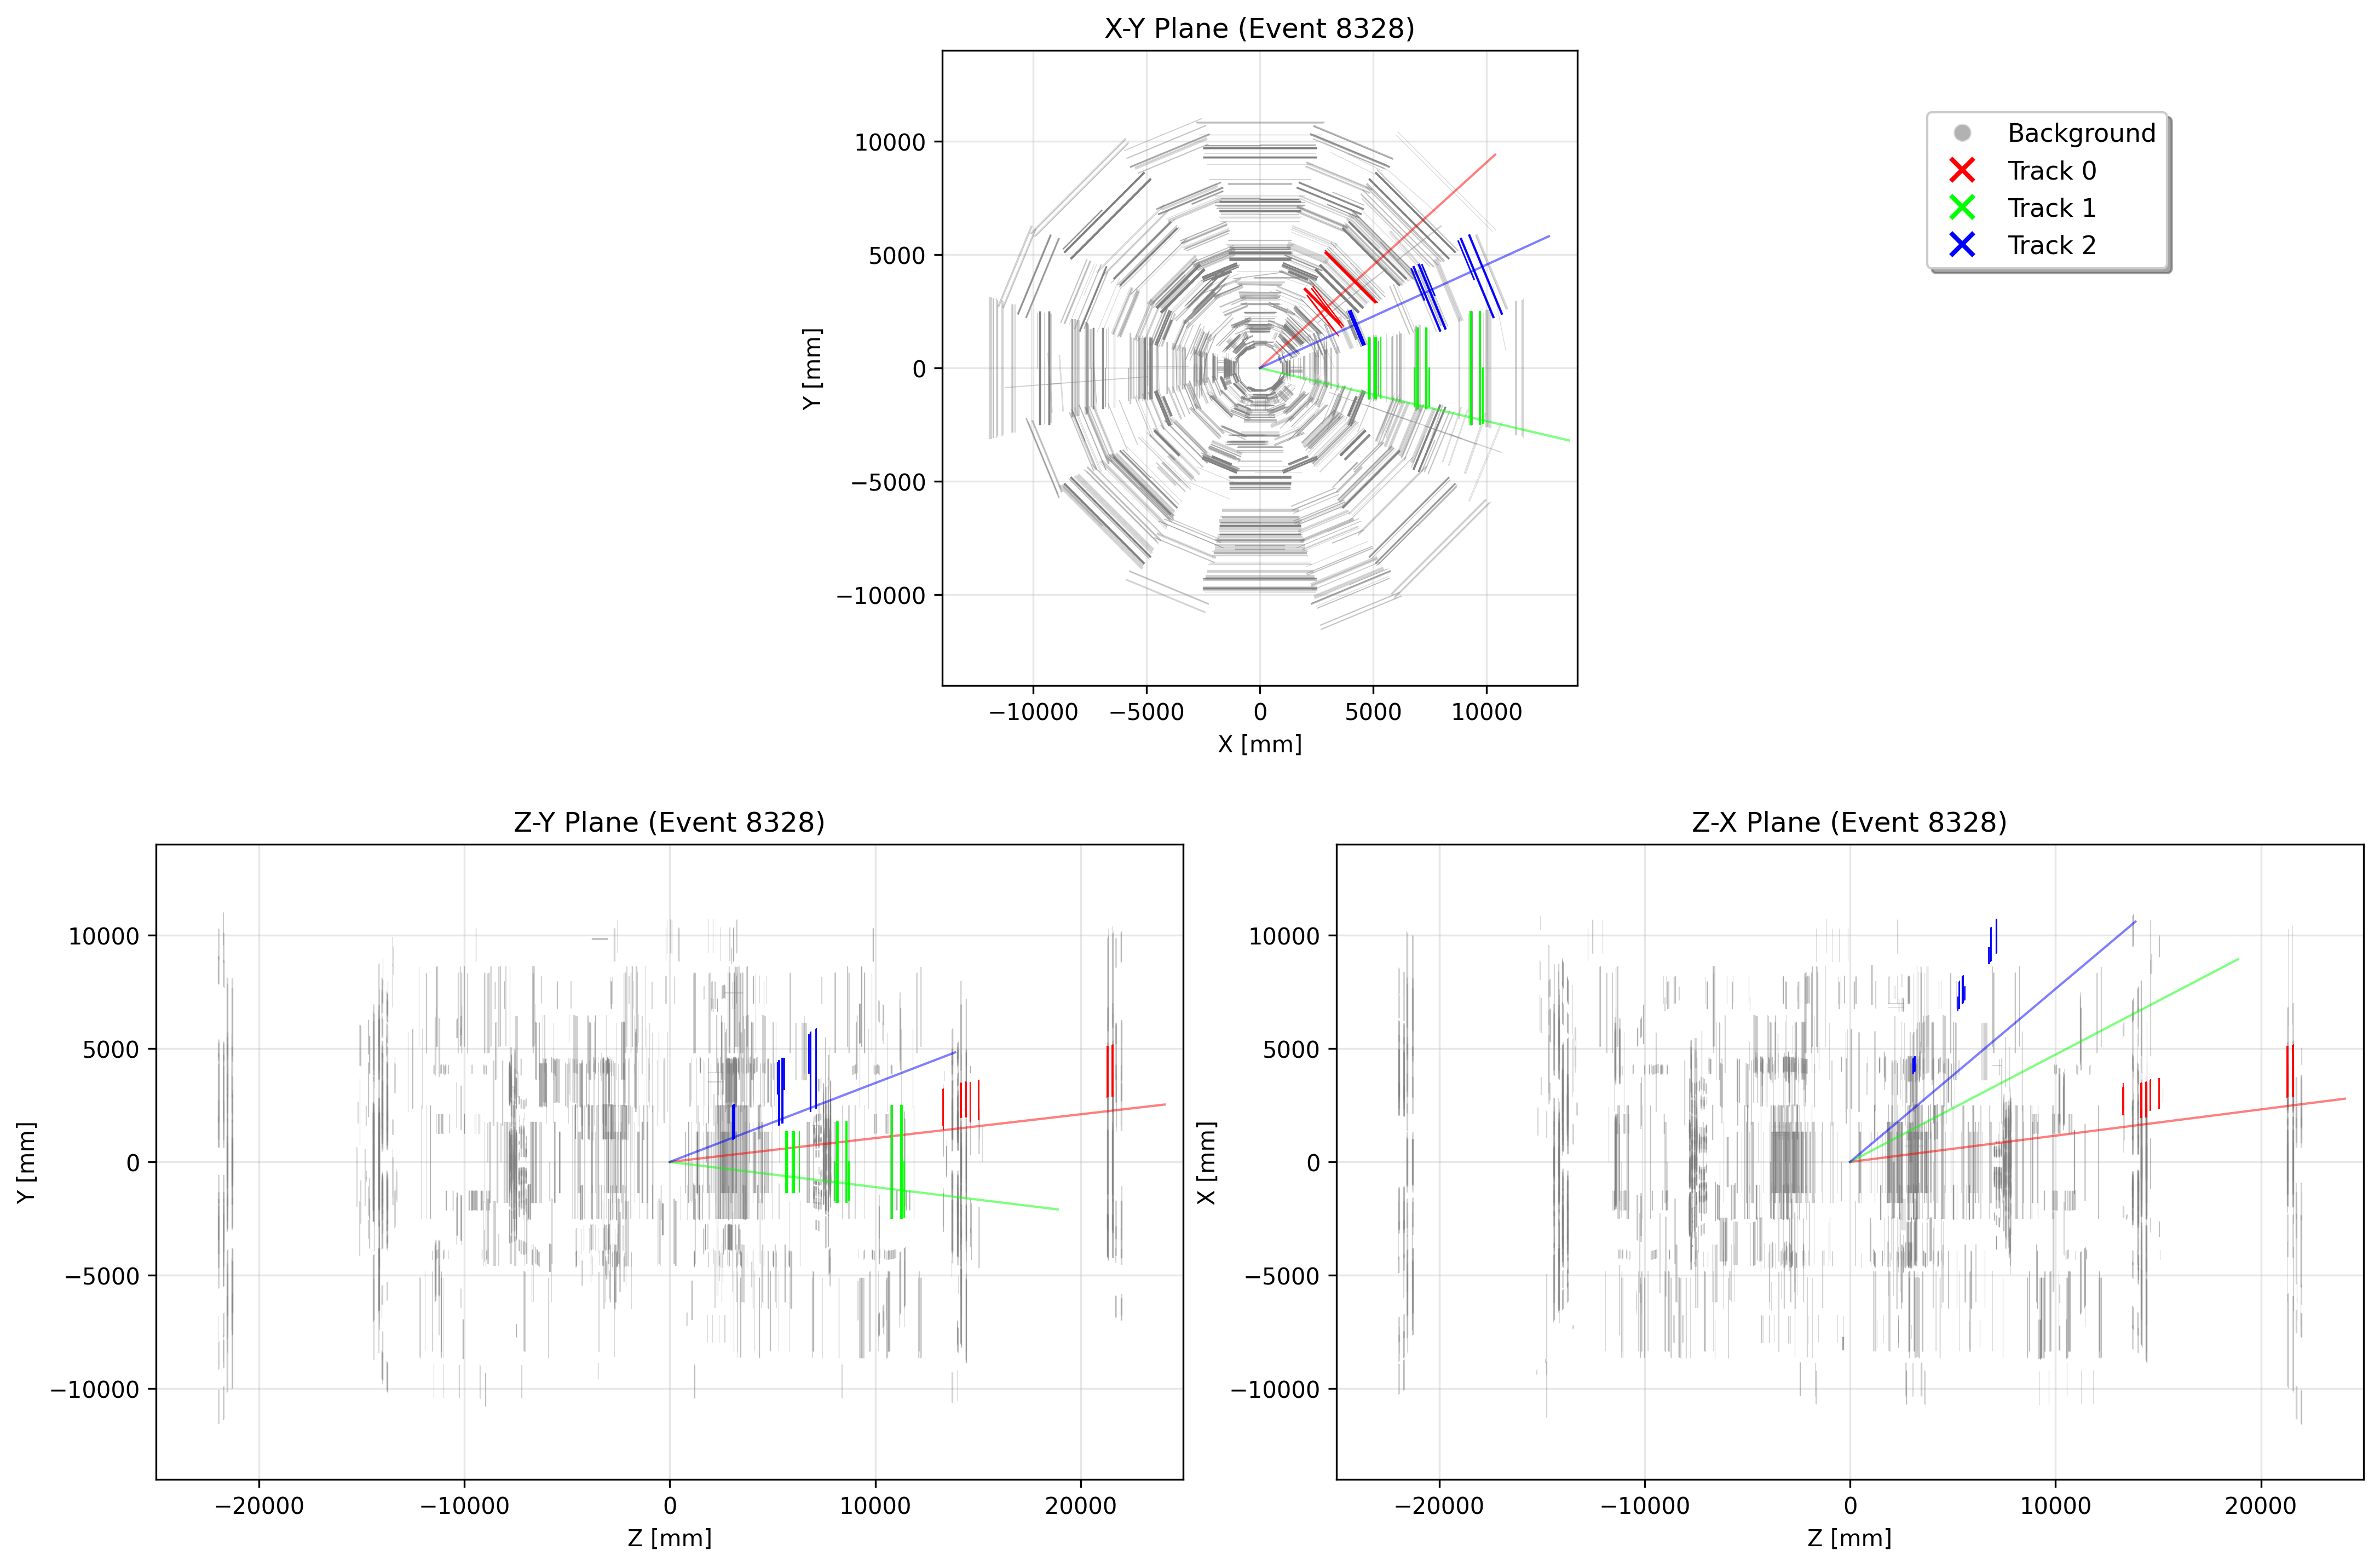 X-Y Plane (Event 8328)
10000
5000
0
−5000
−10000
Y [mm]
−10000 −5000 0 5000 10000
X [mm]
Background
Track 0
Track 1
Track 2
Z-Y Plane (Event 8328)
10000
5000
0
−5000
−10000
Y [mm]
−20000 −10000 0 10000 20000
Z [mm]
Z-X Plane (Event 8328)
10000
5000
0
−5000
−10000
X [mm]
−20000 −10000 0 10000 20000
Z [mm]